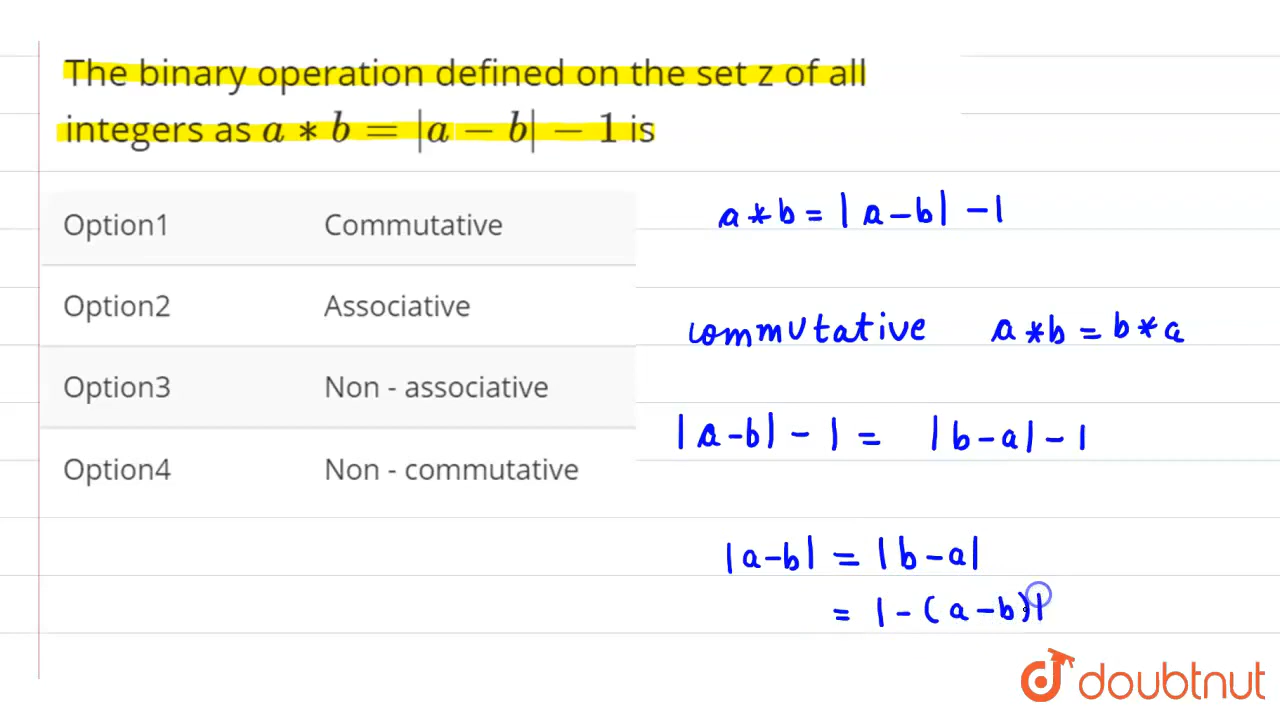 The binary operation defined on the set z of all
integers as a ∗ b = |a − b| − 1 is
Option1 Commutative
Option2 Associative
Option3 Non - associative
Option4 Non - commutative
a * b = | a - b | - 1
commutative a * b = b * a
| a - b | - 1 = | b - a | - 1
| a - b | = | b - a |
= | - ( a - b ) |
doubtnut